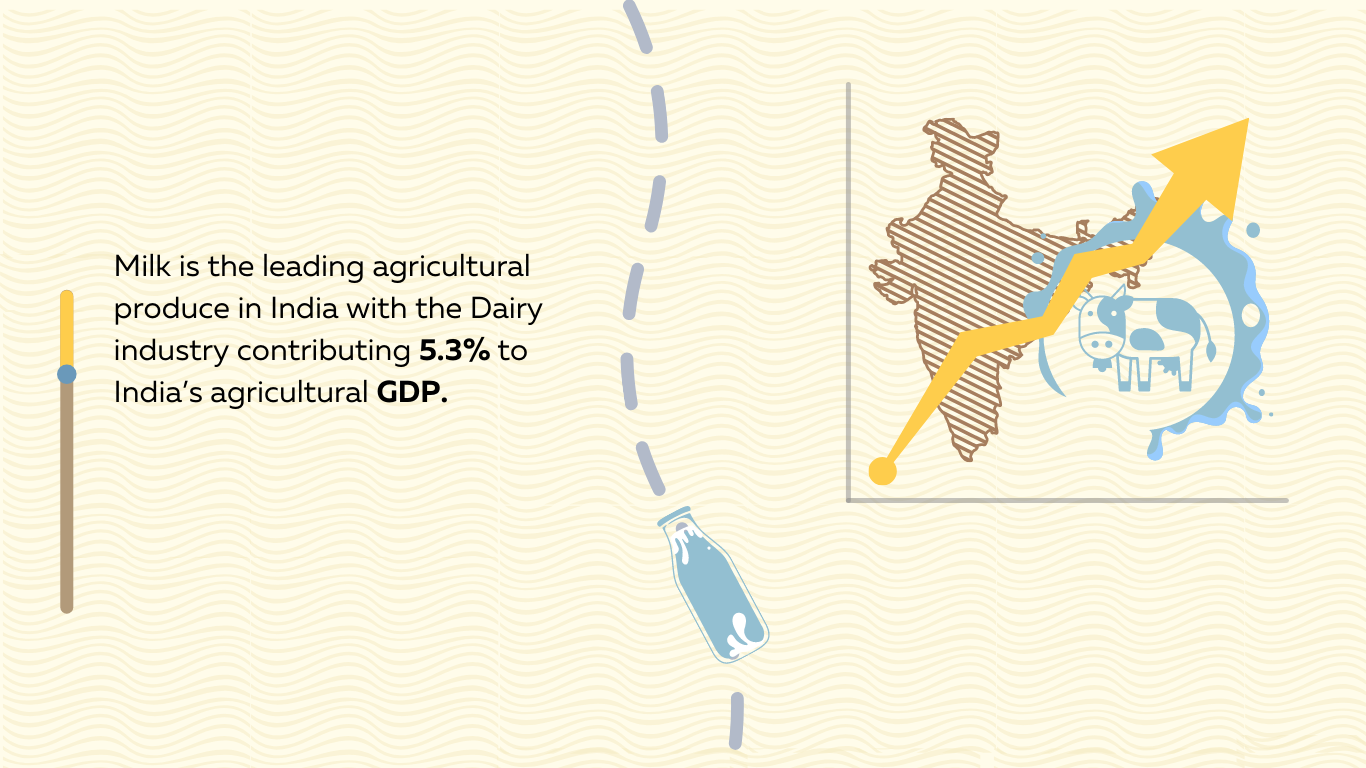 Milk is the leading agricultural
produce in India with the Dairy
industry contributing 5.3% to
India’s agricultural GDP.